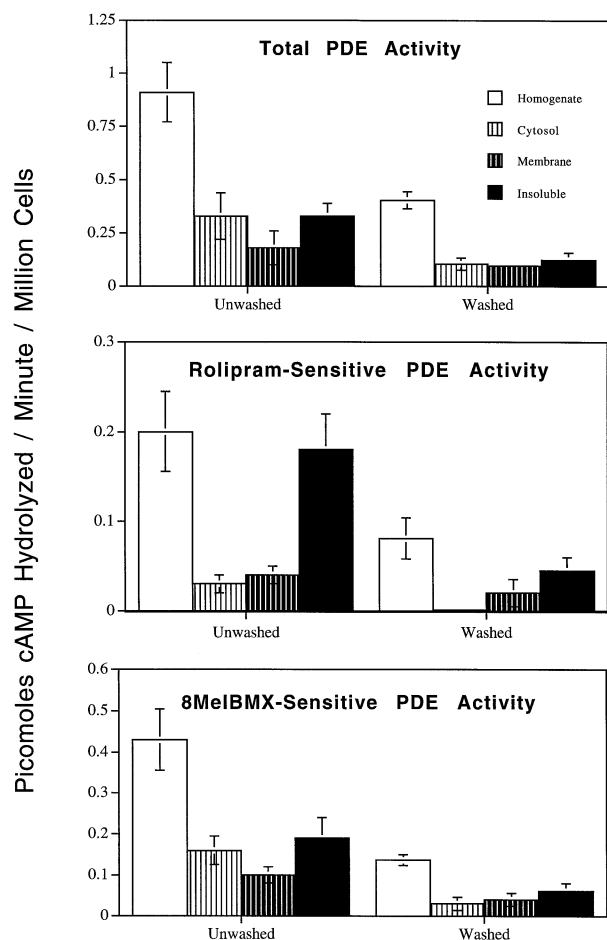 Picomoles cAMP Hydrolyzed / Minute / Million Cells
Total PDE Activity
1.25
1
0.75
0.5
0.25
0
Homogenate
Cytosol
Membrane
Insoluble
Unwashed
Washed
Rolipram-Sensitive PDE Activity
0.3
0.2
0.1
0
Unwashed
Washed
8MeIBMX-Sensitive PDE Activity
0.6
0.5
0.4
0.3
0.2
0.1
0
Unwashed
Washed